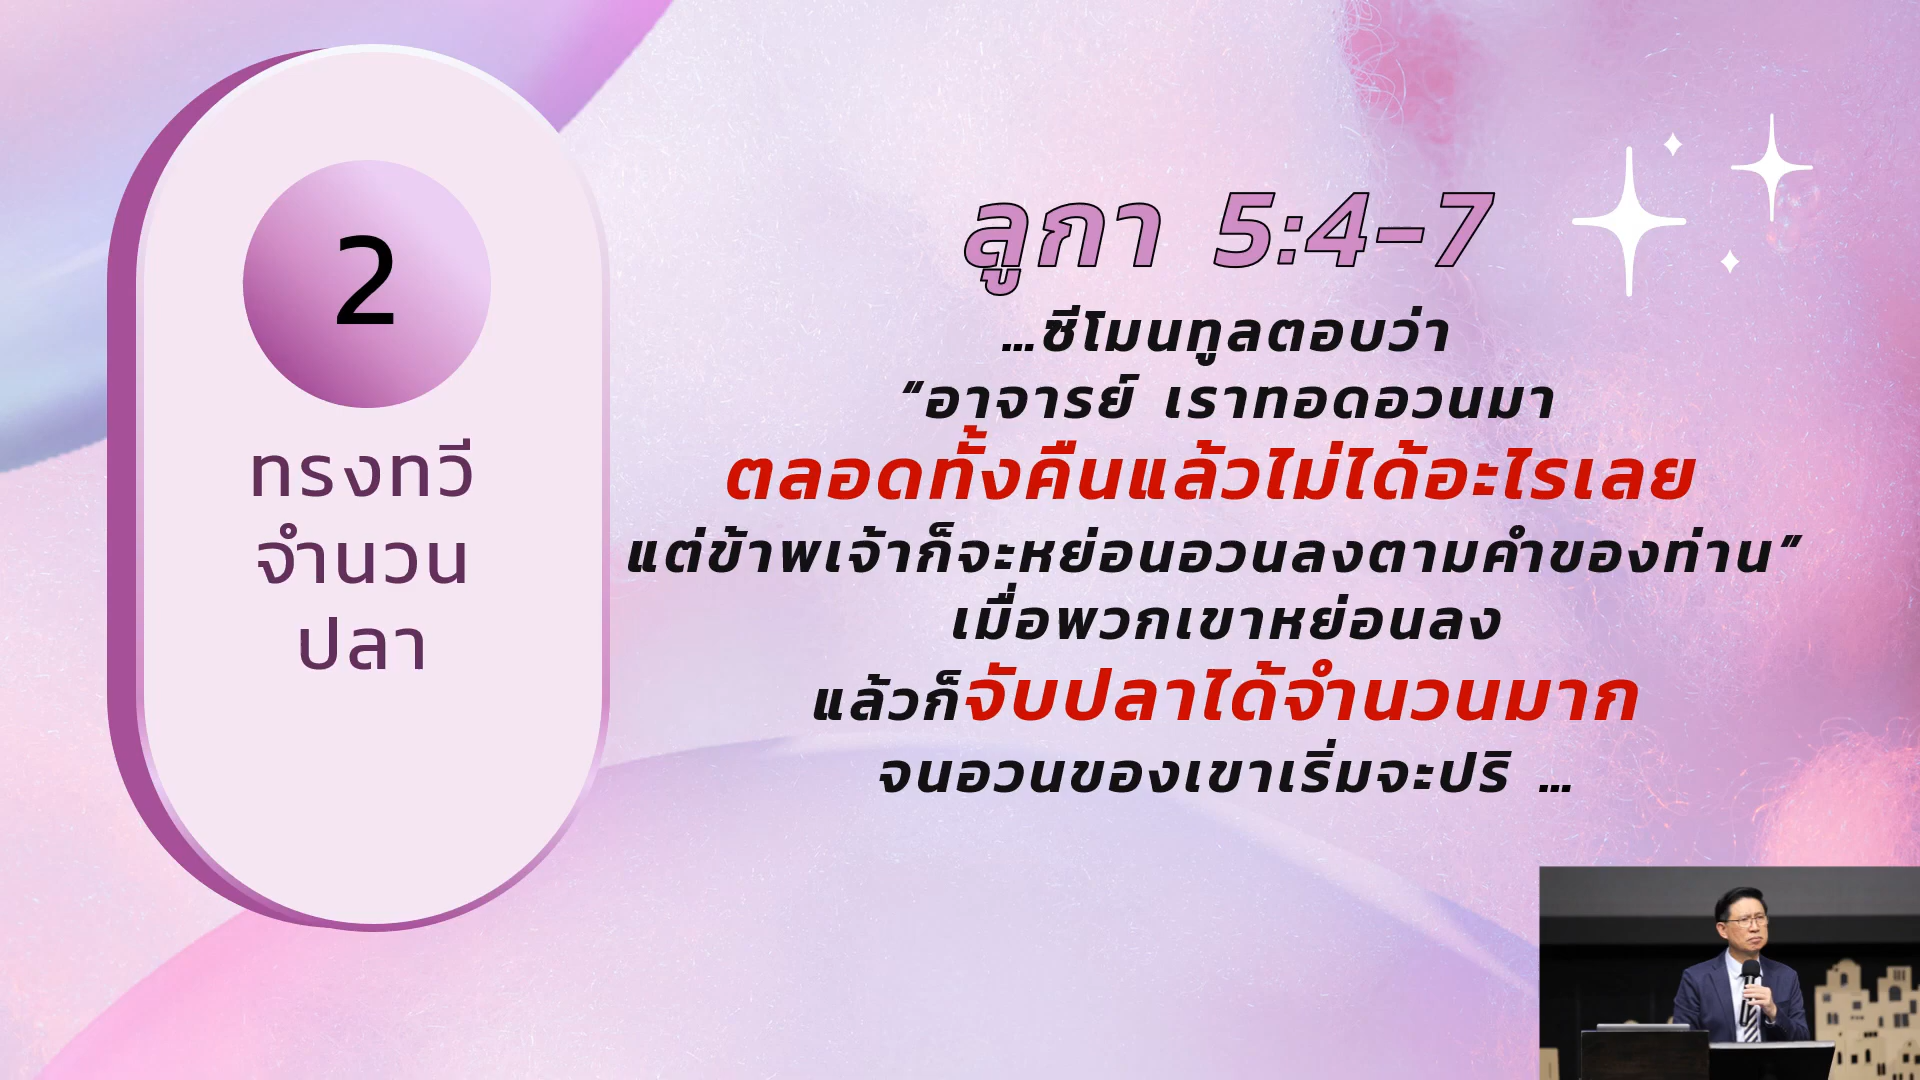 2
ทรงทวี
จำนวน
ปลา
ลูกา 5:4-7
...ซีโมนทูลตอบว่า
"อาจารย์ เราทอดอวนมา
ตลอดทั้งคืนแล้วไม่ได้อะไรเลย
แต่ข้าพเจ้าก็จะหย่อนอวนลงตามคำของท่าน"
เมื่อพวกเขาหย่อนลง
แล้วก็จับปลาได้จำนวนมาก
จนอวนของเขาเริ่มจะปริ ...